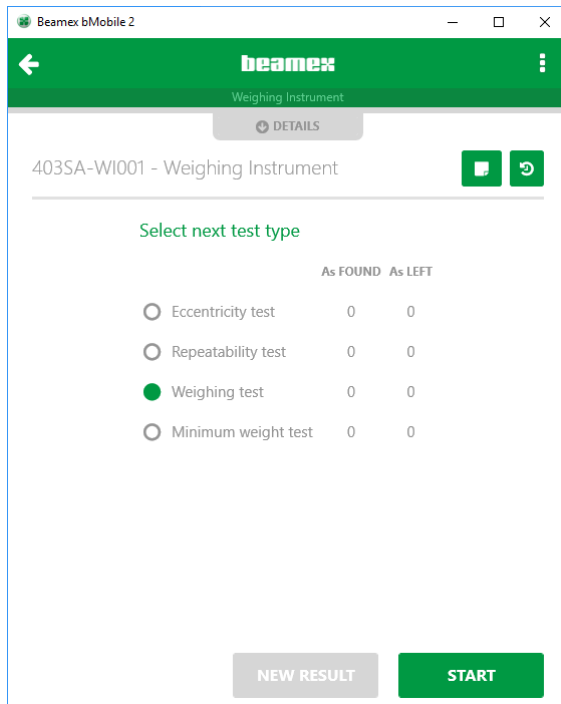 Beamex bMobile 2
beamex
Weighing Instrument
DETAILS
403SA-WI001 - Weighing Instrument
Select next test type
As FOUND As LEFT
Eccentricity test 0 0
Repeatability test 0 0
Weighing test 0 0
Minimum weight test 0 0
NEW RESULT START